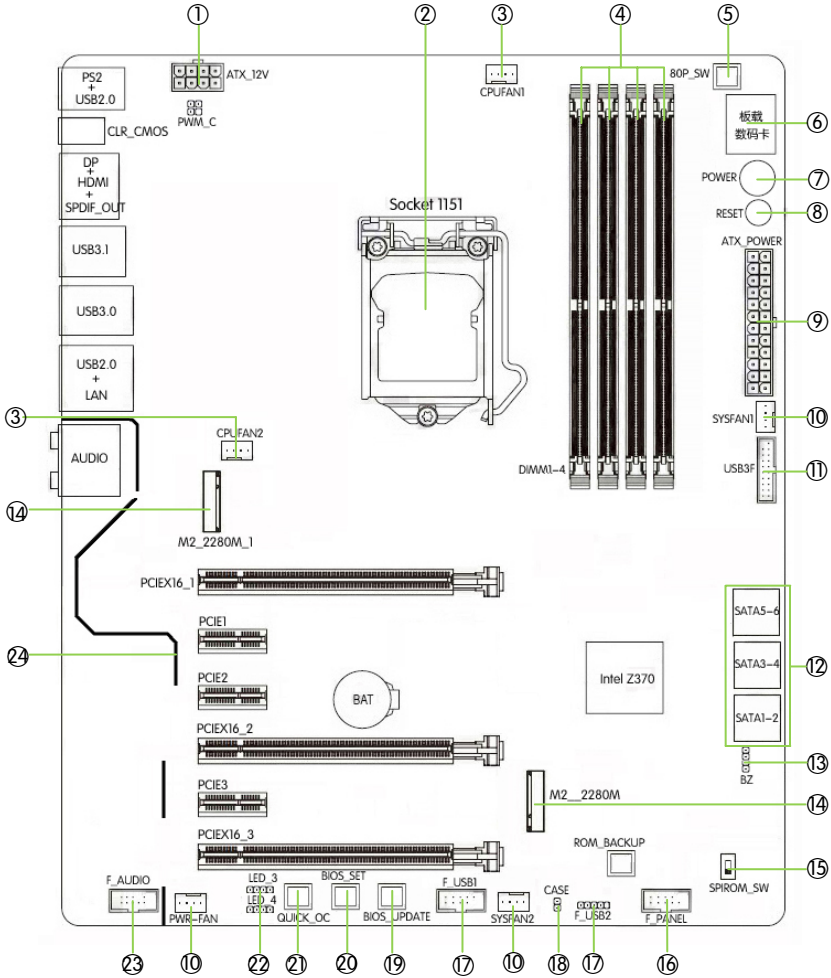 ① ② ③ ④ ⑤
PS2
+
USB2.0
ATX_12V
CPUFAN1
80P_SW
PWM_C
CLR_CMOS
板载
数码卡
⑥
DP
+
HDMI
+
SPDIF_OUT
POWER
⑦
Socket 1151
RESET
⑧
ATX_POWER
USB3.1
USB3.0
⑨
USB2.0
+
LAN
③
CPUFAN2
SYSFAN1
⑩
AUDIO
DIMM1-4
USB3F
⑪
⑭
M2_2280M_1
PCIEX16_1
SATA5-6
PCIE1
㉔
SATA3-4
⑫
PCIE2
Intel Z370
BAT
SATA1-2
PCIEX16_2
⑬
BZ
PCIE3
M2__2280M
⑭
PCIEX16_3
ROM_BACKUP
⑮
SPIROM_SW
F_AUDIO
LED_3
BIOS_SET
F_USB1
CASE
LED_4
PWR-FAN
QUICK_OC
BIOS_UPDATE
SYSFAN2
F_USB2
F_PANEL
㉓ ⑩ ㉒ ㉑ ⑳ ⑲ ⑰ ⑩ ⑱ ⑰ ⑯